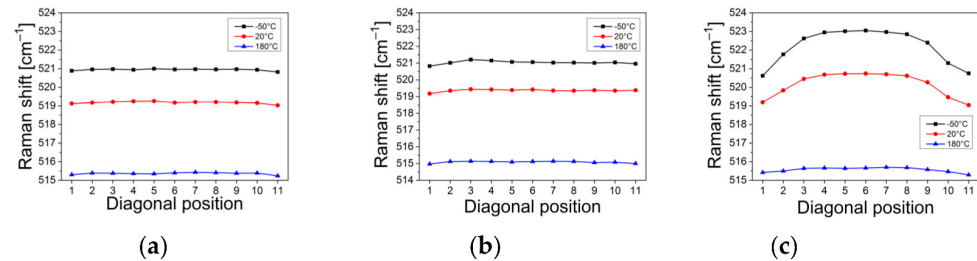 Raman shift [cm⁻¹]
524
523
522
521
520
519
518
517
516
515
-50°C
20°C
180°C
1 2 3 4 5 6 7 8 9 10 11
Diagonal position
(a)
Raman shift [cm⁻¹]
524
523
522
521
520
519
518
517
516
515
514
-50°C
20°C
180°C
1 2 3 4 5 6 7 8 9 10 11
Diagonal position
(b)
Raman shift [cm⁻¹]
524
523
522
521
520
519
518
517
516
515
-50°C
20°C
180°C
1 2 3 4 5 6 7 8 9 10 11
Diagonal position
(c)